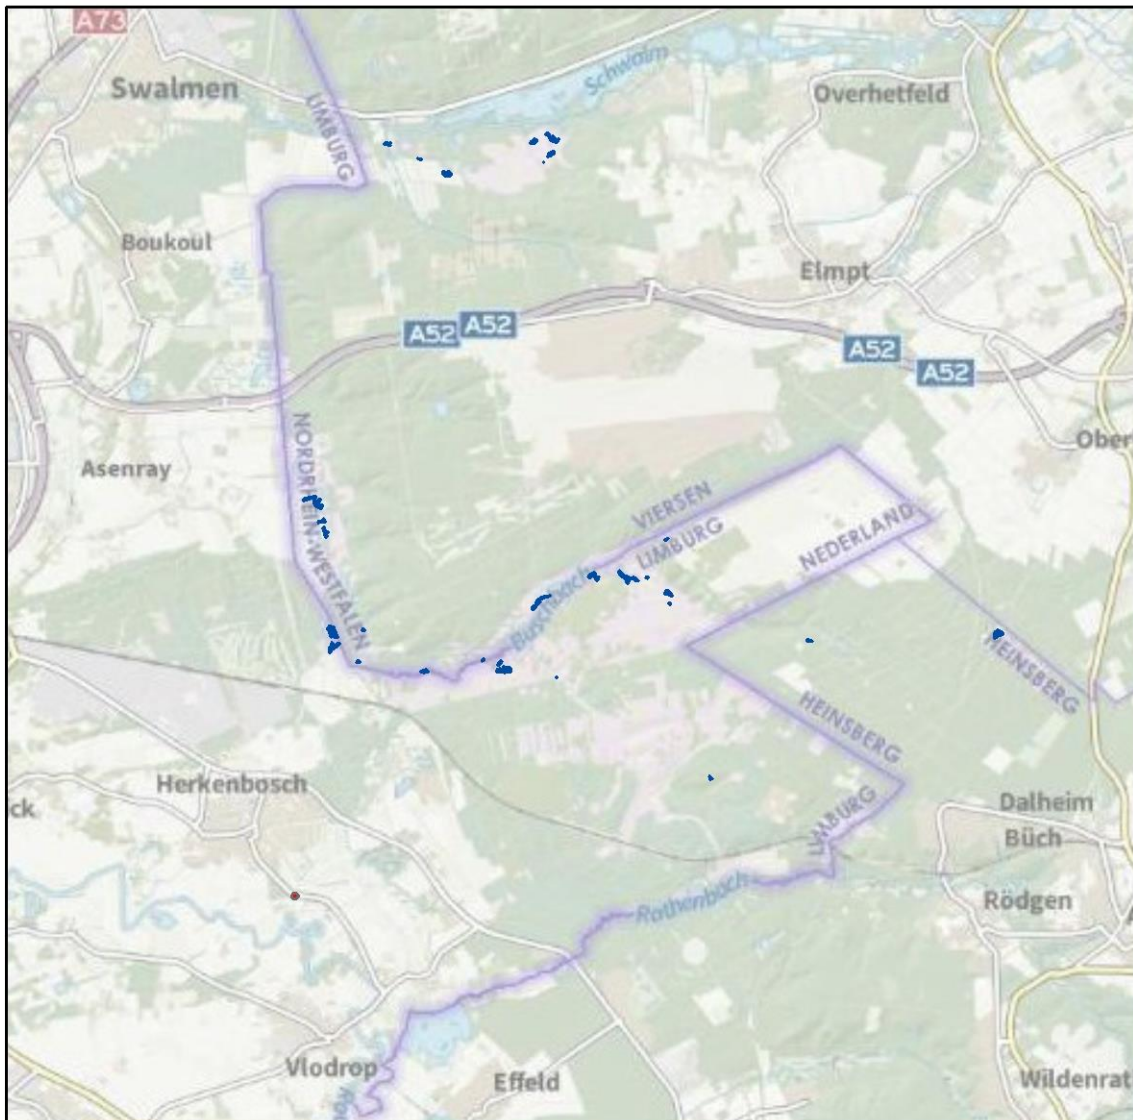 A73
Swalmen
Schwalm
Overhetfeld
LIMBURG
Boukoul
Elmpt
A52
A52
A52
A52
NORDRHEIN-WESTFALEN
Asenray
Ober
VIERSEN
LIMBURG
NEDERLAND
Buschbach
HEINSBERG
HEINSBERG
Herkenbosch
ck
LIMBURG
Dalheim
Büch
Rothenbach
Rödgen
A
Vlodrop
Effeld
Wildenrat